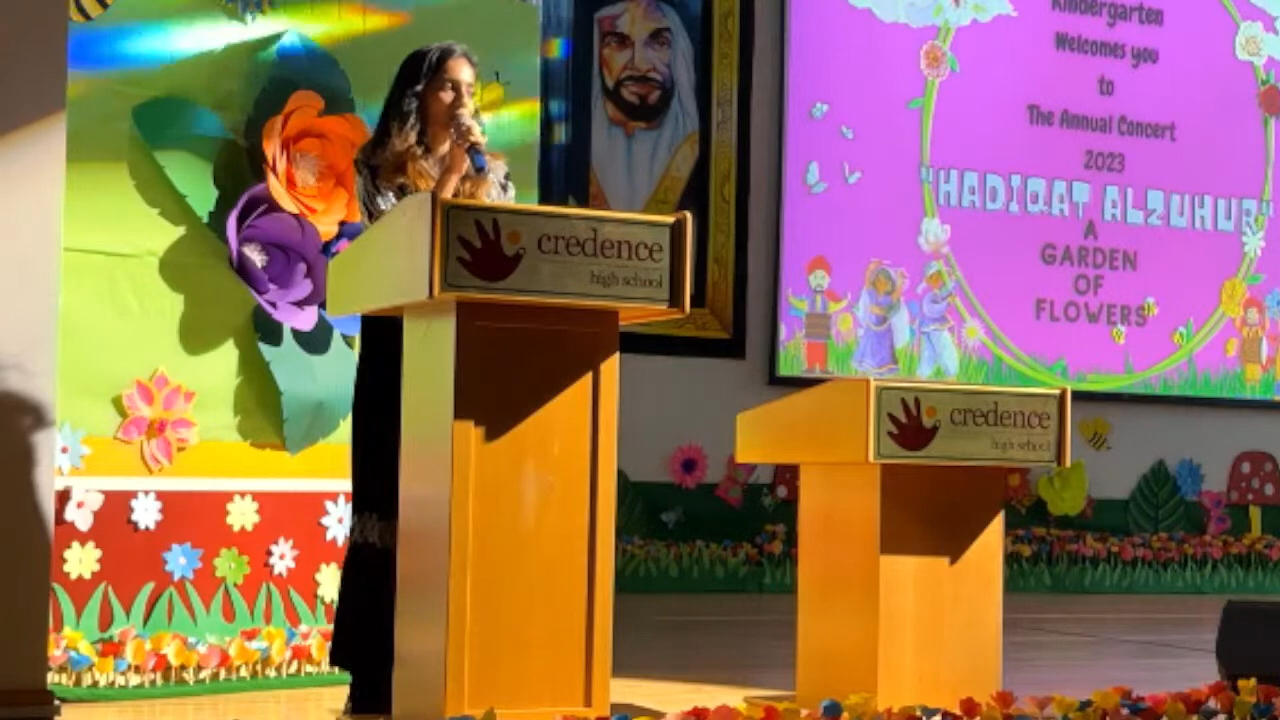 credence
high school
Kindergarten
Welcomes you
to
The Annual Concert
2023
"HADIQAT ALZUHUR"
A
GARDEN
OF
FLOWERS
credence
high school